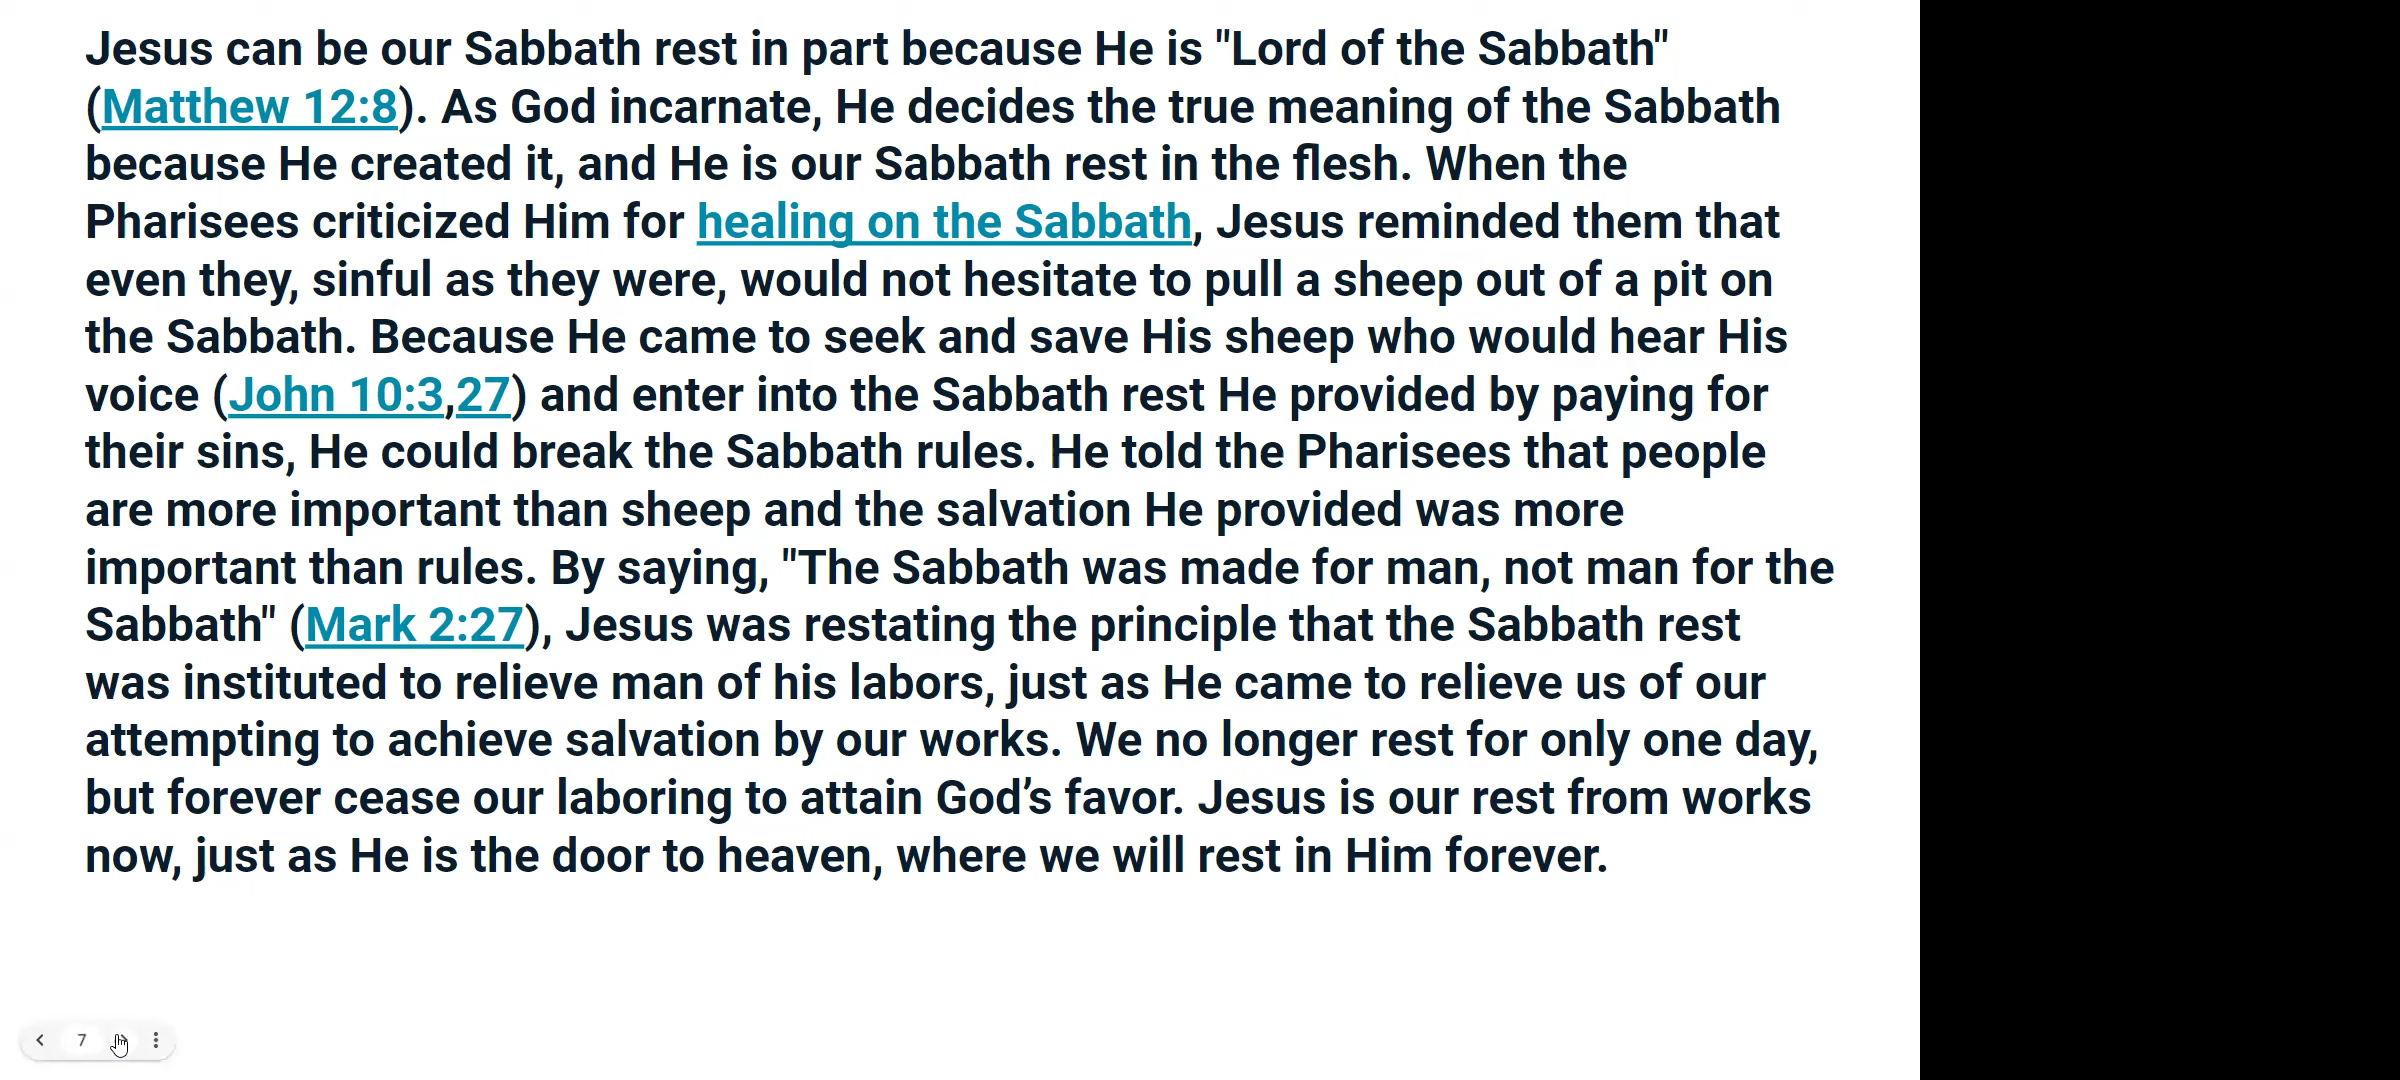 Jesus can be our Sabbath rest in part because He is "Lord of the Sabbath"
(Matthew 12:8). As God incarnate, He decides the true meaning of the Sabbath
because He created it, and He is our Sabbath rest in the flesh. When the
Pharisees criticized Him for healing on the Sabbath, Jesus reminded them that
even they, sinful as they were, would not hesitate to pull a sheep out of a pit on
the Sabbath. Because He came to seek and save His sheep who would hear His
voice (John 10:3,27) and enter into the Sabbath rest He provided by paying for
their sins, He could break the Sabbath rules. He told the Pharisees that people
are more important than sheep and the salvation He provided was more
important than rules. By saying, "The Sabbath was made for man, not man for the
Sabbath" (Mark 2:27), Jesus was restating the principle that the Sabbath rest
was instituted to relieve man of his labors, just as He came to relieve us of our
attempting to achieve salvation by our works. We no longer rest for only one day,
but forever cease our laboring to attain God’s favor. Jesus is our rest from works
now, just as He is the door to heaven, where we will rest in Him forever.
7